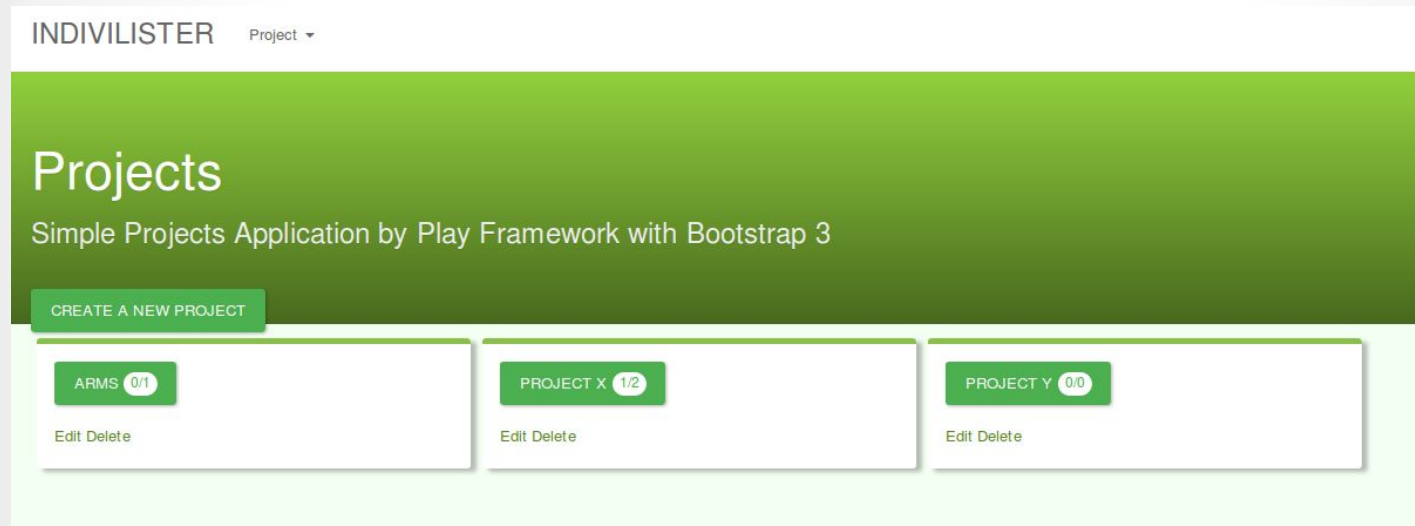 INDIVILISTER Project
Projects
Simple Projects Application by Play Framework with Bootstrap 3
CREATE A NEW PROJECT
ARMS 0/1
Edit Delete
PROJECT X 1/2
Edit Delete
PROJECT Y 0/0
Edit Delete